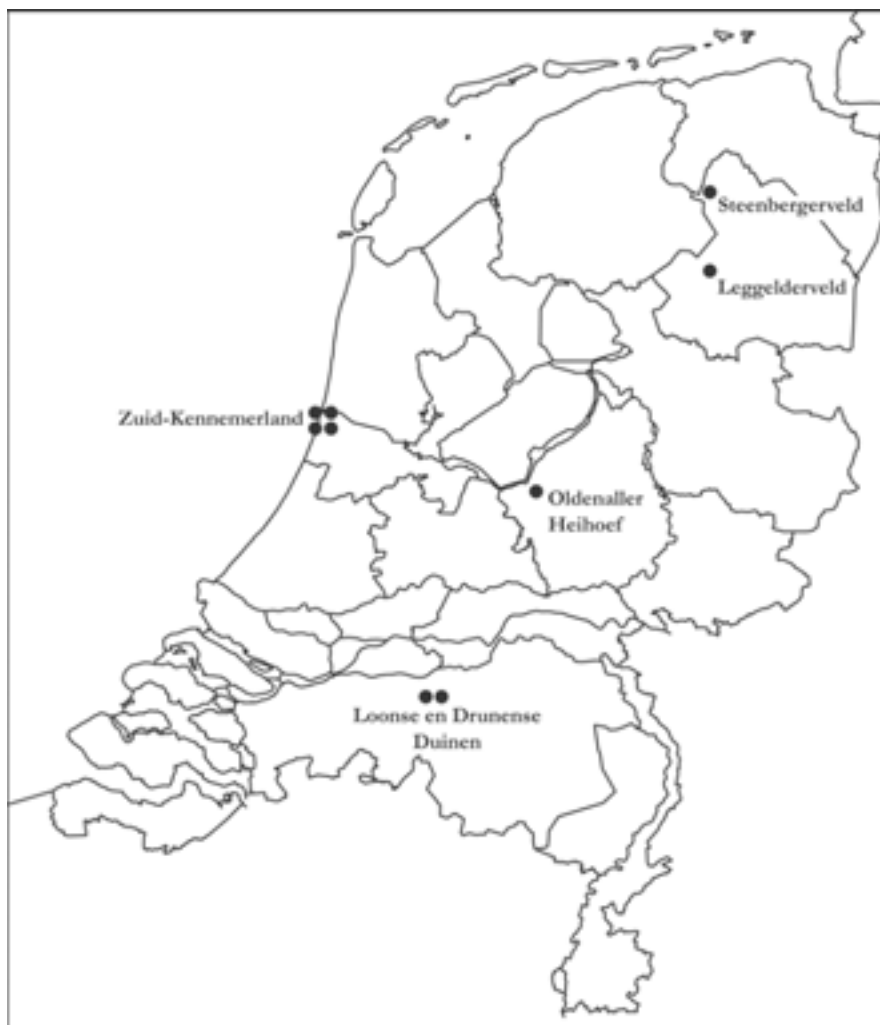 Steenbergerveld
Leggelderveld
Zuid-Kennemerland
Oldenaller
Heihoef
Loonse en Drunense
Duinen